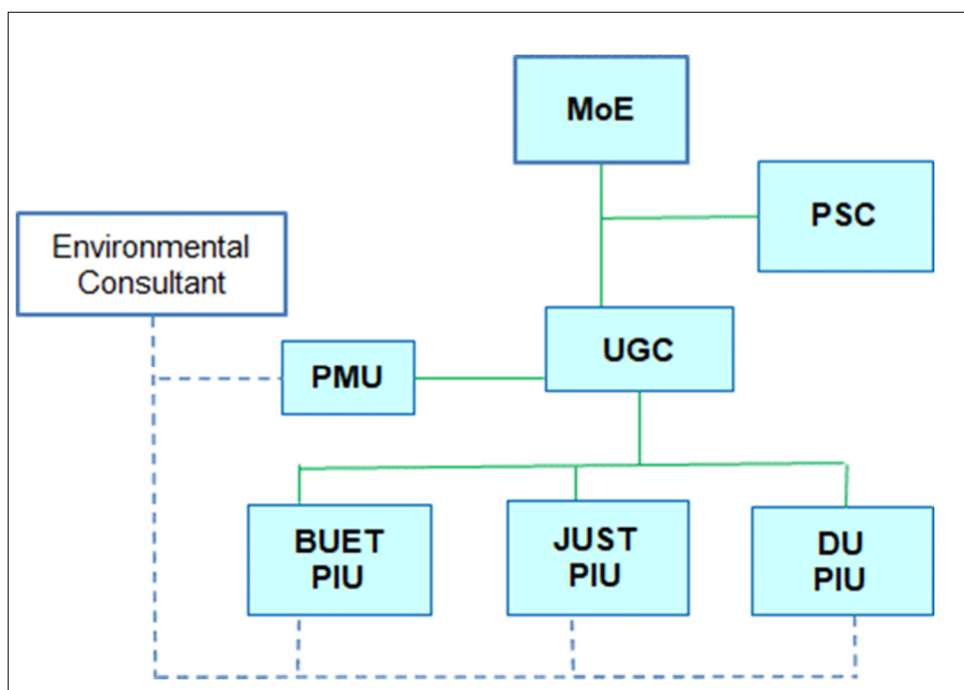 MoE
PSC
Environmental
Consultant
UGC
PMU
BUET
PIU
JUST
PIU
DU
PIU